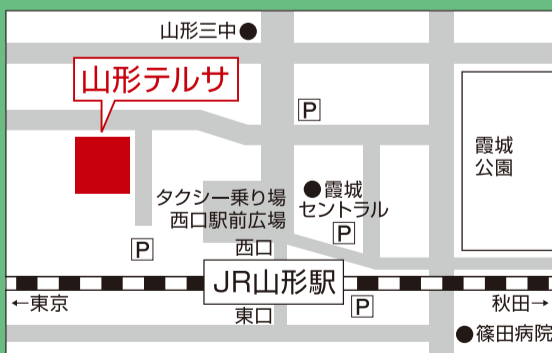 山形三中
山形テルサ
P
霞城
公園
タクシー乗り場
西口駅前広場
霞城
セントラル
P
P
西口
JR山形駅
←東京
東口
P
秋田→
篠田病院